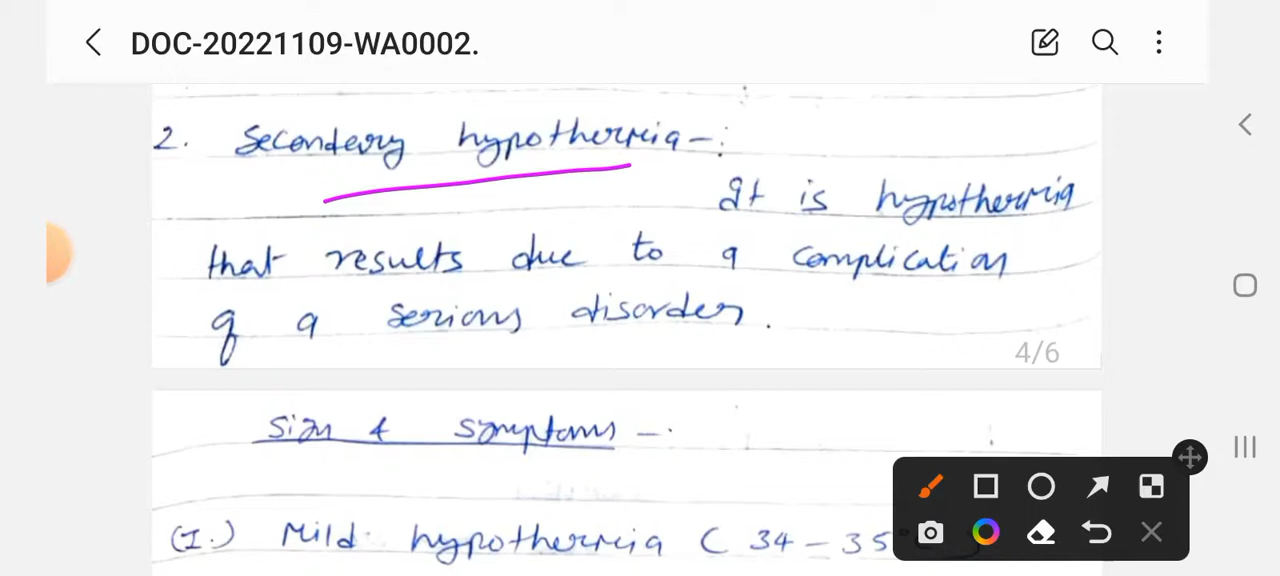 DOC-20221109-WA0002.
2. Secondery hypothermia -:
It is hypothermia
that results due to a complication
of a serious disorder.
4/6
Sign & symptoms -:
(I.) Mild hypothermia ( 34 - 35